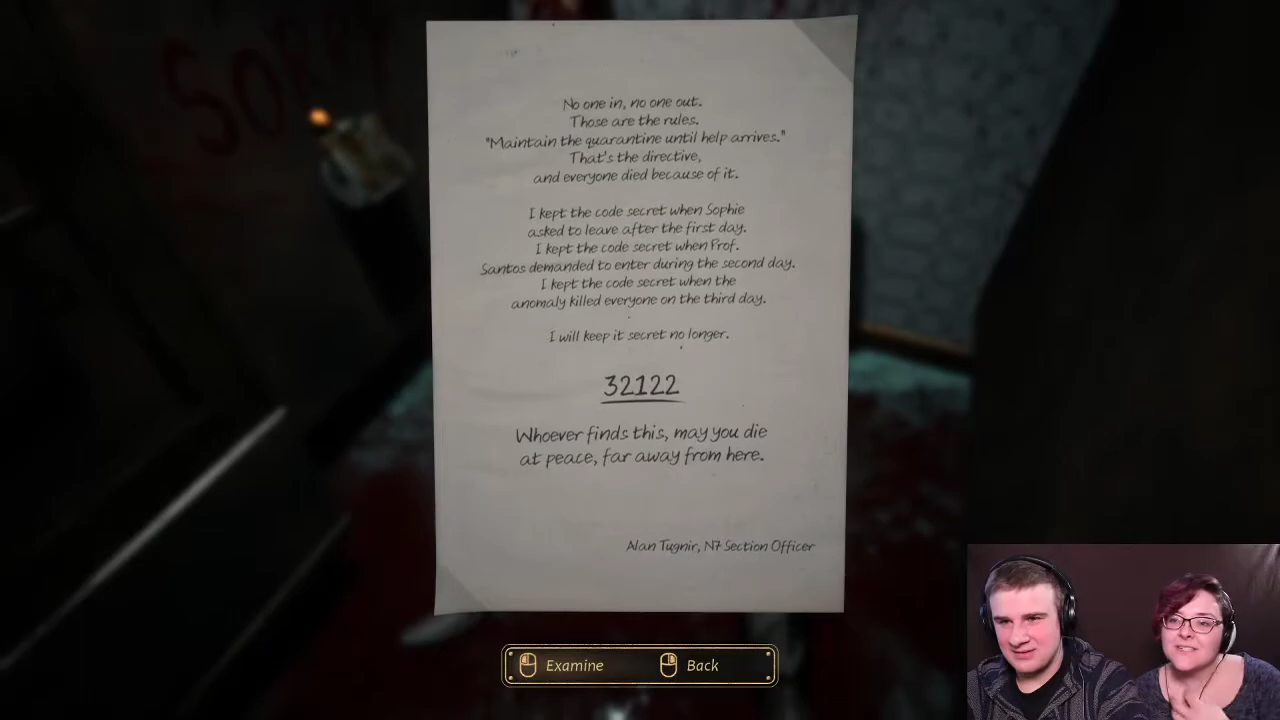 SORRY
No one in, no one out.
Those are the rules.
"Maintain the quarantine until help arrives."
That's the directive,
and everyone died because of it.
I kept the code secret when Sophie
asked to leave after the first day.
I kept the code secret when Prof.
Santos demanded to enter during the second day.
I kept the code secret when the
anomaly killed everyone on the third day.
I will keep it secret no longer.
32122
Whoever finds this, may you die
at peace, far away from here.
Alan Tugnir, N7 Section Officer
Examine
Back